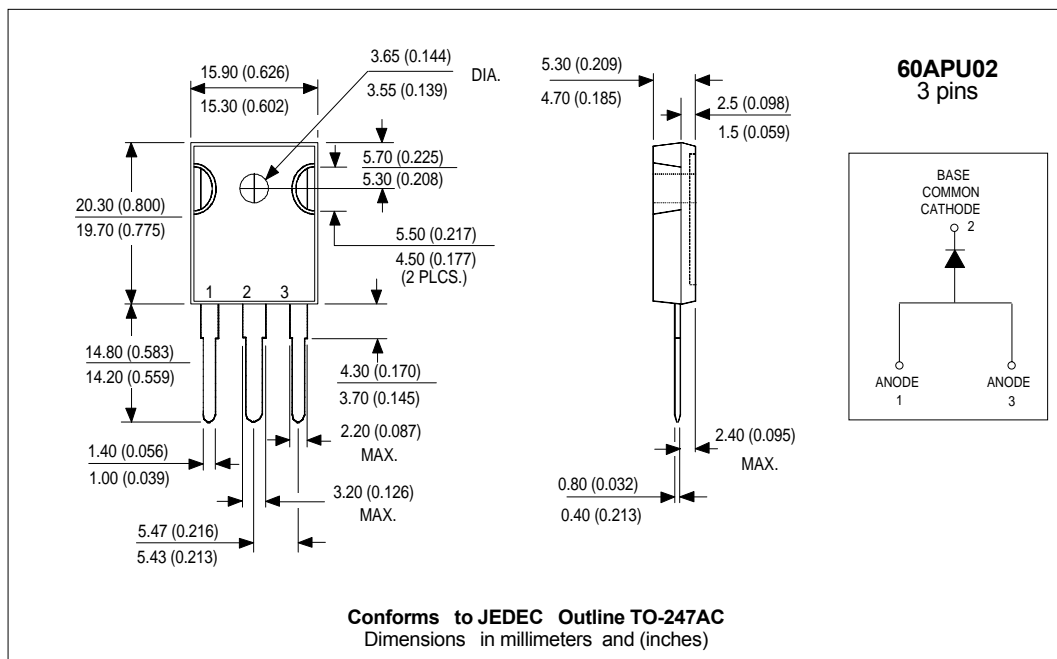 3.65 (0.144)
3.55 (0.139)
DIA.
15.90 (0.626)
15.30 (0.602)
5.70 (0.225)
5.30 (0.208)
20.30 (0.800)
19.70 (0.775)
5.50 (0.217)
4.50 (0.177)
(2 PLCS.)
1 2 3
14.80 (0.583)
14.20 (0.559)
4.30 (0.170)
3.70 (0.145)
2.20 (0.087)
MAX.
1.40 (0.056)
1.00 (0.039)
3.20 (0.126)
MAX.
5.47 (0.216)
5.43 (0.213)
5.30 (0.209)
4.70 (0.185)
2.5 (0.098)
1.5 (0.059)
2.40 (0.095)
MAX.
0.80 (0.032)
0.40 (0.213)
60APU02
3 pins
BASE
COMMON
CATHODE
2
ANODE
1
ANODE
3
Conforms to JEDEC Outline TO-247AC
Dimensions in millimeters and (inches)